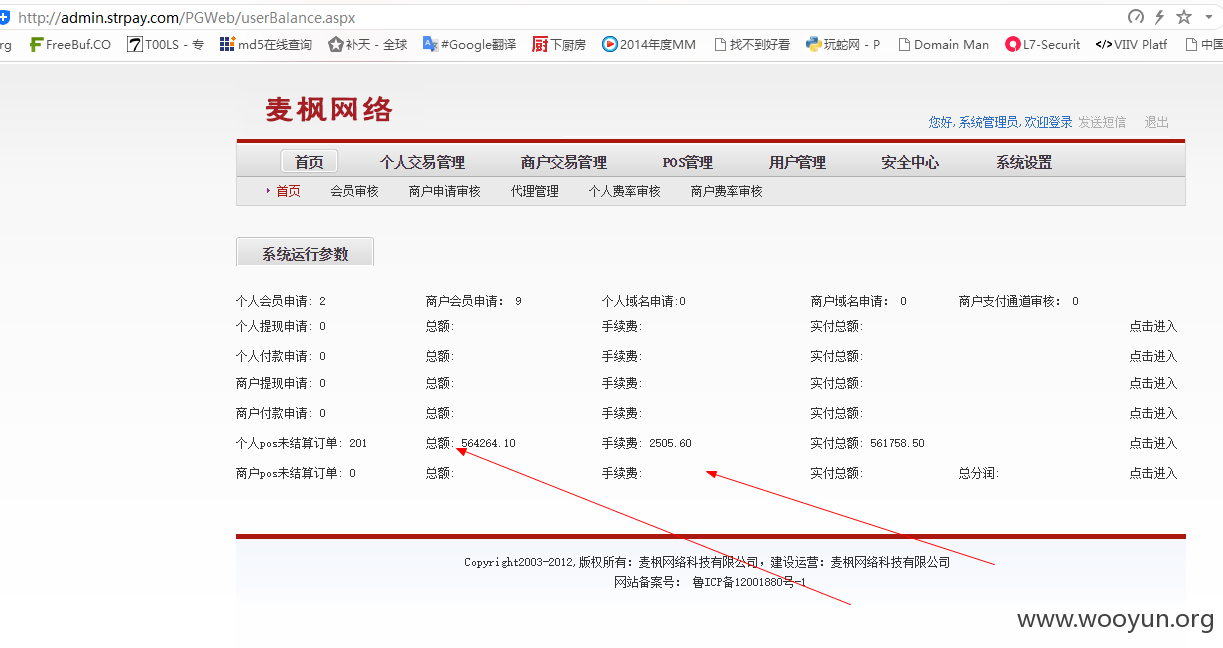 http://admin.strpay.com/PGWeb/userBalance.aspx
rg FreeBuf.CO T00LS - 专 md5在线查询 补天 - 全球 #Google翻译 下厨房 2014年度MM 找不到好看 玩蛇网 - P Domain Man L7-Securit VIIV Platf 中国
麦枫网络
您好, 系统管理员, 欢迎登录 发送短信 退出
首页 个人交易管理 商户交易管理 POS管理 用户管理 安全中心 系统设置
首页 会员审核 商户申请审核 代理管理 个人费率审核 商户费率审核
系统运行参数
个人会员申请: 2 商户会员申请: 9 个人域名申请:0 商户域名申请: 0 商户支付通道审核: 0
个人提现申请: 0 总额: 手续费: 实付总额: 点击进入
个人付款申请: 0 总额: 手续费: 实付总额: 点击进入
商户提现申请: 0 总额: 手续费: 实付总额: 点击进入
商户付款申请: 0 总额: 手续费: 实付总额: 点击进入
个人pos未结算订单: 201 总额: 564264.10 手续费: 2505.60 实付总额: 561758.50 点击进入
商户pos未结算订单: 0 总额: 手续费: 实付总额: 总分润: 点击进入
Copyright2003-2012,版权所有: 麦枫网络科技有限公司, 建设运营: 麦枫网络科技有限公司
网站备案号: 鲁ICP备12001880号-1
www.wooyun.org